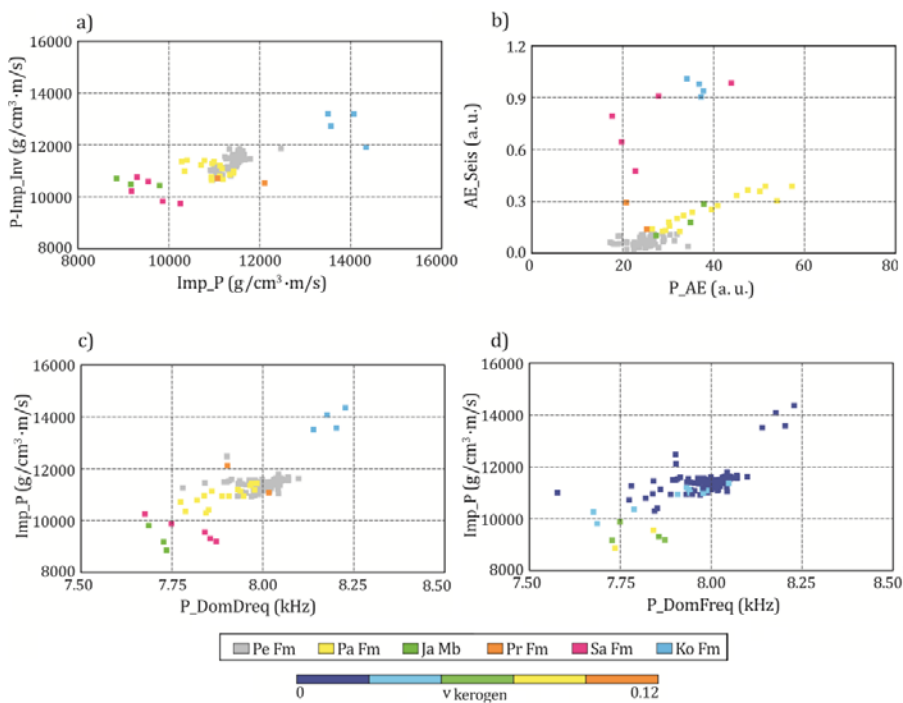 a)
16000
14000
12000
10000
8000
8000
10000
12000
14000
16000
P-Imp_Inv (g/cm³·m/s)
Imp_P (g/cm³·m/s)
b)
1.2
0.9
0.6
0.3
0.0
0
20
40
60
80
AE_Seis (a. u.)
P_AE (a. u.)
c)
16000
14000
12000
10000
8000
7.50
7.75
8.00
8.25
8.50
Imp_P (g/cm³·m/s)
P_DomDreq (kHz)
d)
16000
14000
12000
10000
8000
7.50
7.75
8.00
8.25
8.50
Imp_P (g/cm³·m/s)
P_DomFreq (kHz)
Pe Fm Pa Fm Ja Mb Pr Fm Sa Fm Ko Fm
0 v kerogen 0.12